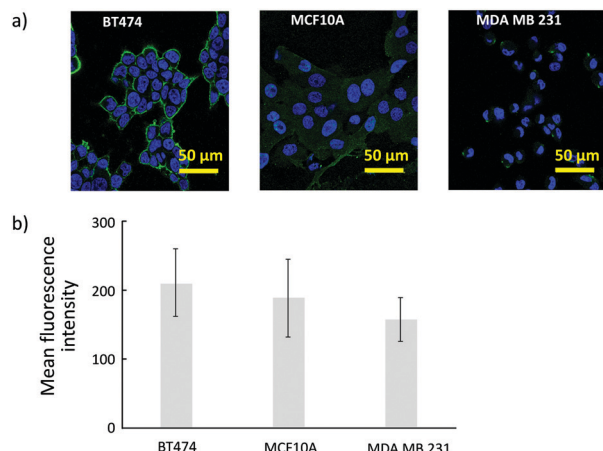 a)
BT474
MCF10A
MDA MB 231
50 µm
50 µm
50 µm
b)
Mean fluorescence
intensity
300
200
100
0
BT474
MCF10A
MDA MB 231